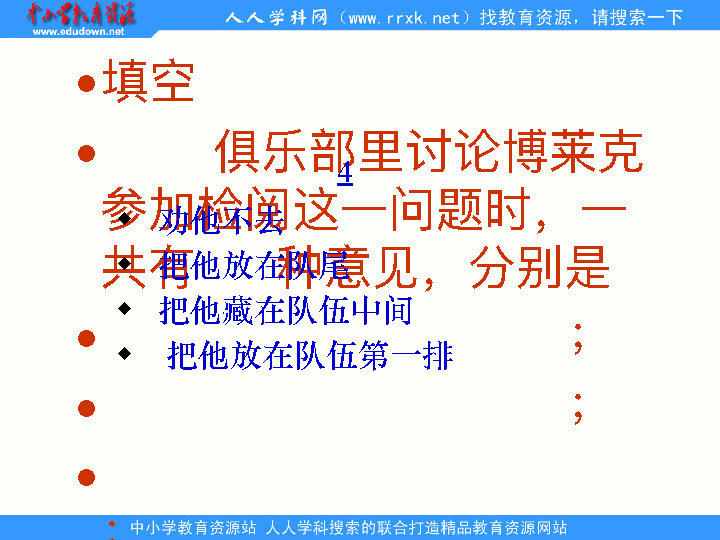 中小学教育资源
www.edudown.net
人人学科网（www.rrxk.net）找教育资源，请搜索一下
填空
俱乐部里讨论博莱克
4
参加检阅这一问题时，一
劝他不去
共有 种意见，分别是
把他放在队尾
把他藏在队伍中间
；
把他放在队伍第一排
；
中小学教育资源站 人人学科搜索的联合打造精品教育资源网站